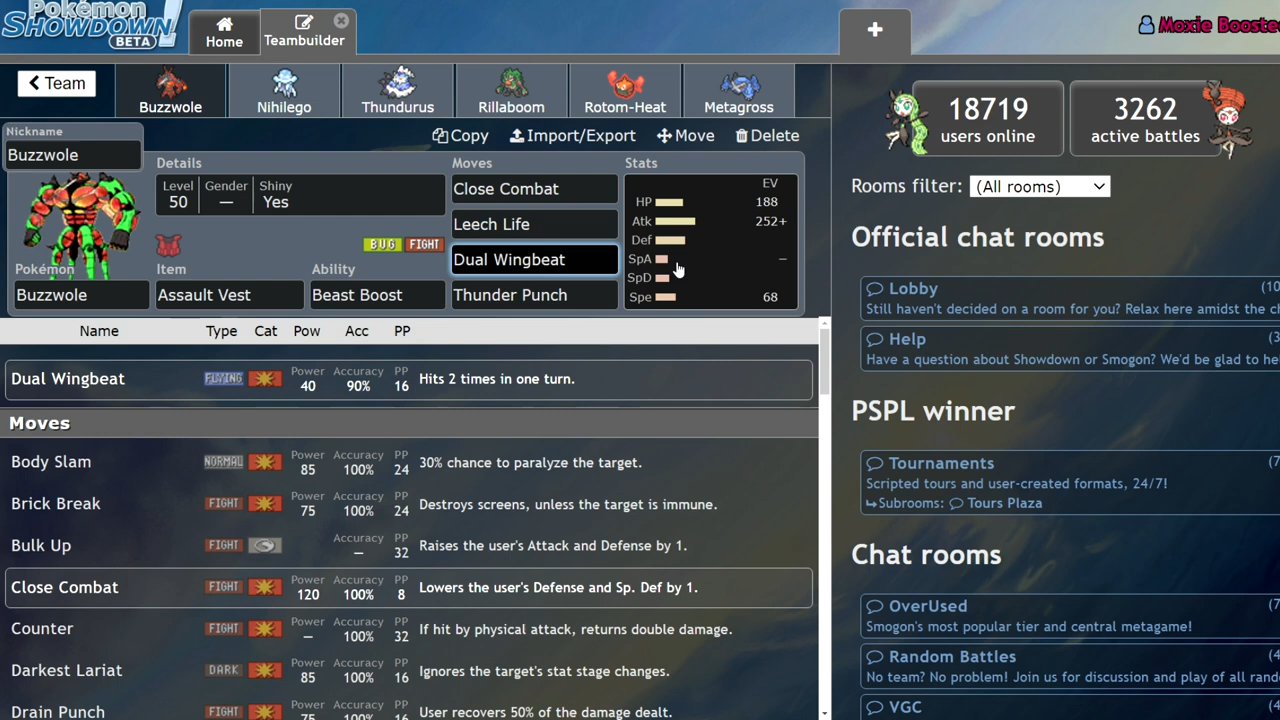 Pokémon
SHOWDOWN!
BETA
Home
Teambuilder
+
Moxie Booste
Team
Buzzwole
Nihilego
Thundurus
Rillaboom
Rotom-Heat
Metagross
Copy
Import/Export
Move
Delete
Nickname
Buzzwole
Details
Level
50
Gender
—
Shiny
Yes
BUG FIGHT
Pokémon
Buzzwole
Item
Assault Vest
Ability
Beast Boost
Moves
Close Combat
Leech Life
Dual Wingbeat
Thunder Punch
Stats
EV
HP 188
Atk 252+
Def
SpA –
SpD
Spe 68
Name Type Cat Pow Acc PP
Dual Wingbeat FLYING Power 40 Accuracy 90% PP 16 Hits 2 times in one turn.
Moves
Body Slam NORMAL Power 85 Accuracy 100% PP 24 30% chance to paralyze the target.
Brick Break FIGHT Power 75 Accuracy 100% PP 24 Destroys screens, unless the target is immune.
Bulk Up FIGHT Accuracy — PP 32 Raises the user's Attack and Defense by 1.
Close Combat FIGHT Power 120 Accuracy 100% PP 8 Lowers the user's Defense and Sp. Def by 1.
Counter FIGHT Power — Accuracy 100% PP 32 If hit by physical attack, returns double damage.
Darkest Lariat DARK Power 85 Accuracy 100% PP 16 Ignores the target's stat stage changes.
Drain Punch FIGHT Power 75 Accuracy 100% PP 16 User recovers 50% of the damage dealt.
18719
users online
3262
active battles
Rooms filter: (All rooms)
Official chat rooms
Lobby (10
Still haven't decided on a room for you? Relax here amidst the ch
Help (3
Have a question about Showdown or Smogon? We'd be glad to he
PSPL winner
Tournaments (7
Scripted tours and user-created formats, 24/7!
Subrooms: Tours Plaza
Chat rooms
OverUsed (7
Smogon's most popular tier and central metagame!
Random Battles (4
No team? No problem! Join us for discussion and play of all rand
VGC (4